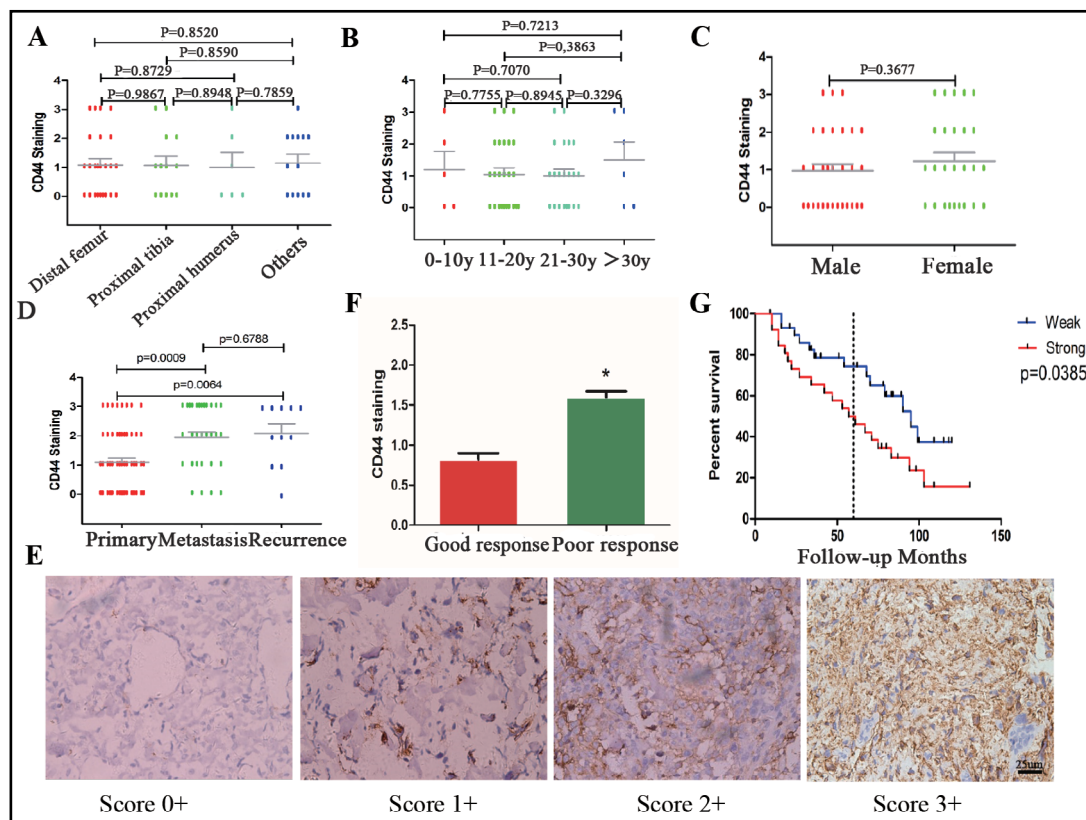 A
P=0.8520
P=0.8590
P=0.8729
P=0.9867
P=0.8948
P=0.7859
CD44 Staining
4
3
2
1
0
Distal femur
Proximal tibia
Proximal humerus
Others
B
P=0.7213
P=0,3863
P=0.7070
P=0.7755
P=0.8945
P=0.3296
CD44 Staining
4
3
2
1
0
0-10y 11-20y 21-30y >30y
C
P=0.3677
CD44 Staining
4
3
2
1
0
Male Female
D
p=0.6788
p=0.0009
p=0.0064
CD44 Staining
4
3
2
1
0
Primary Metastasis Recurrence
F
CD44 staining
2.5
2.0
1.5
1.0
0.5
0.0
*
Good response Poor response
G
Percent survival
100
80
60
40
20
0
0 50 100 150
Follow-up Months
Weak
Strong
p=0.0385
E
25um
Score 0+ Score 1+ Score 2+ Score 3+